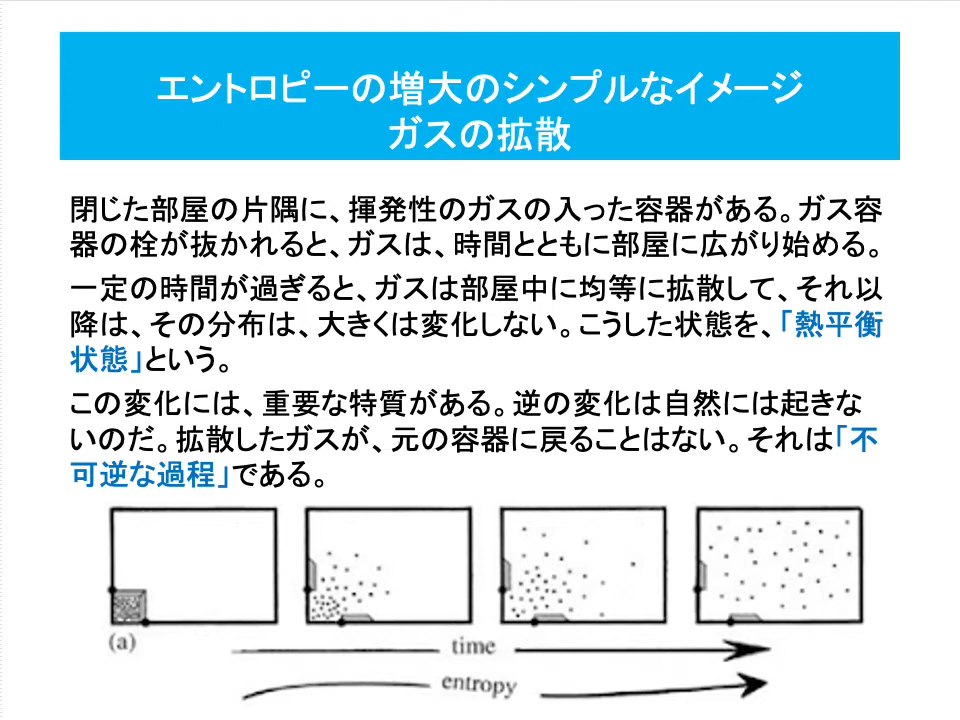 エントロピーの増大のシンプルなイメージ
ガスの拡散
閉じた部屋の片隅に、揮発性のガスの入った容器がある。ガス容
器の栓が抜かれると、ガスは、時間とともに部屋に広がり始める。
一定の時間が過ぎると、ガスは部屋中に均等に拡散して、それ以
降は、その分布は、大きくは変化しない。こうした状態を、「熱平衡
状態」という。
この変化には、重要な特質がある。逆の変化は自然には起きな
いのだ。拡散したガスが、元の容器に戻ることはない。それは「不
可逆な過程」である。
(a)
time
entropy